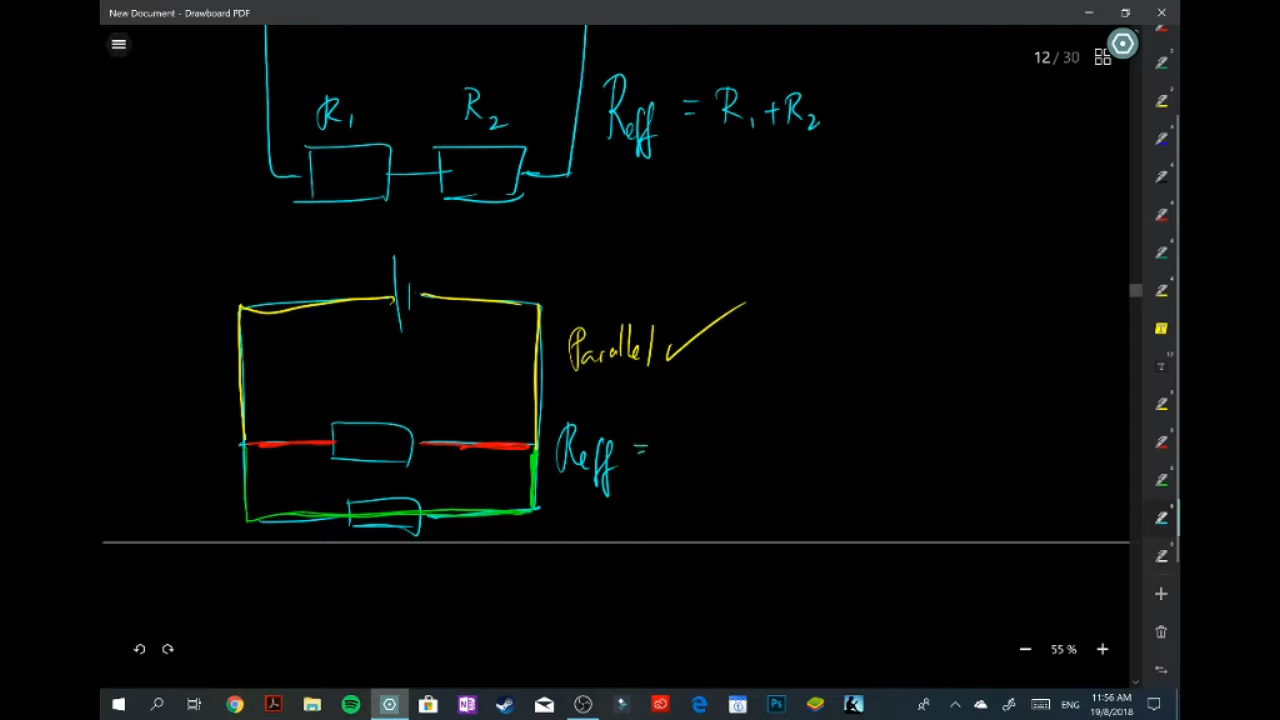 New Document - Drawboard PDF
12 / 30
R1
R2
Reff = R1 + R2
Parallel ✓
Reff =
55 %
ENG
11:56 AM
19/8/2018